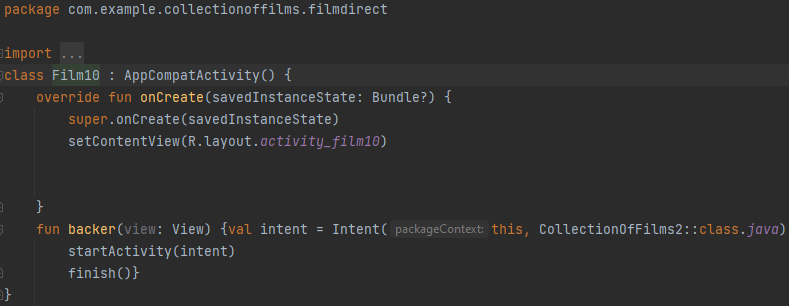 package com.example.collectionoffilms.filmdirect
import ...
class Film10 : AppCompatActivity() {
override fun onCreate(savedInstanceState: Bundle?) {
super.onCreate(savedInstanceState)
setContentView(R.layout.activity_film10)
}
fun backer(view: View) {val intent = Intent( packageContext: this, CollectionOfFilms2::class.java)
startActivity(intent)
finish()}
}